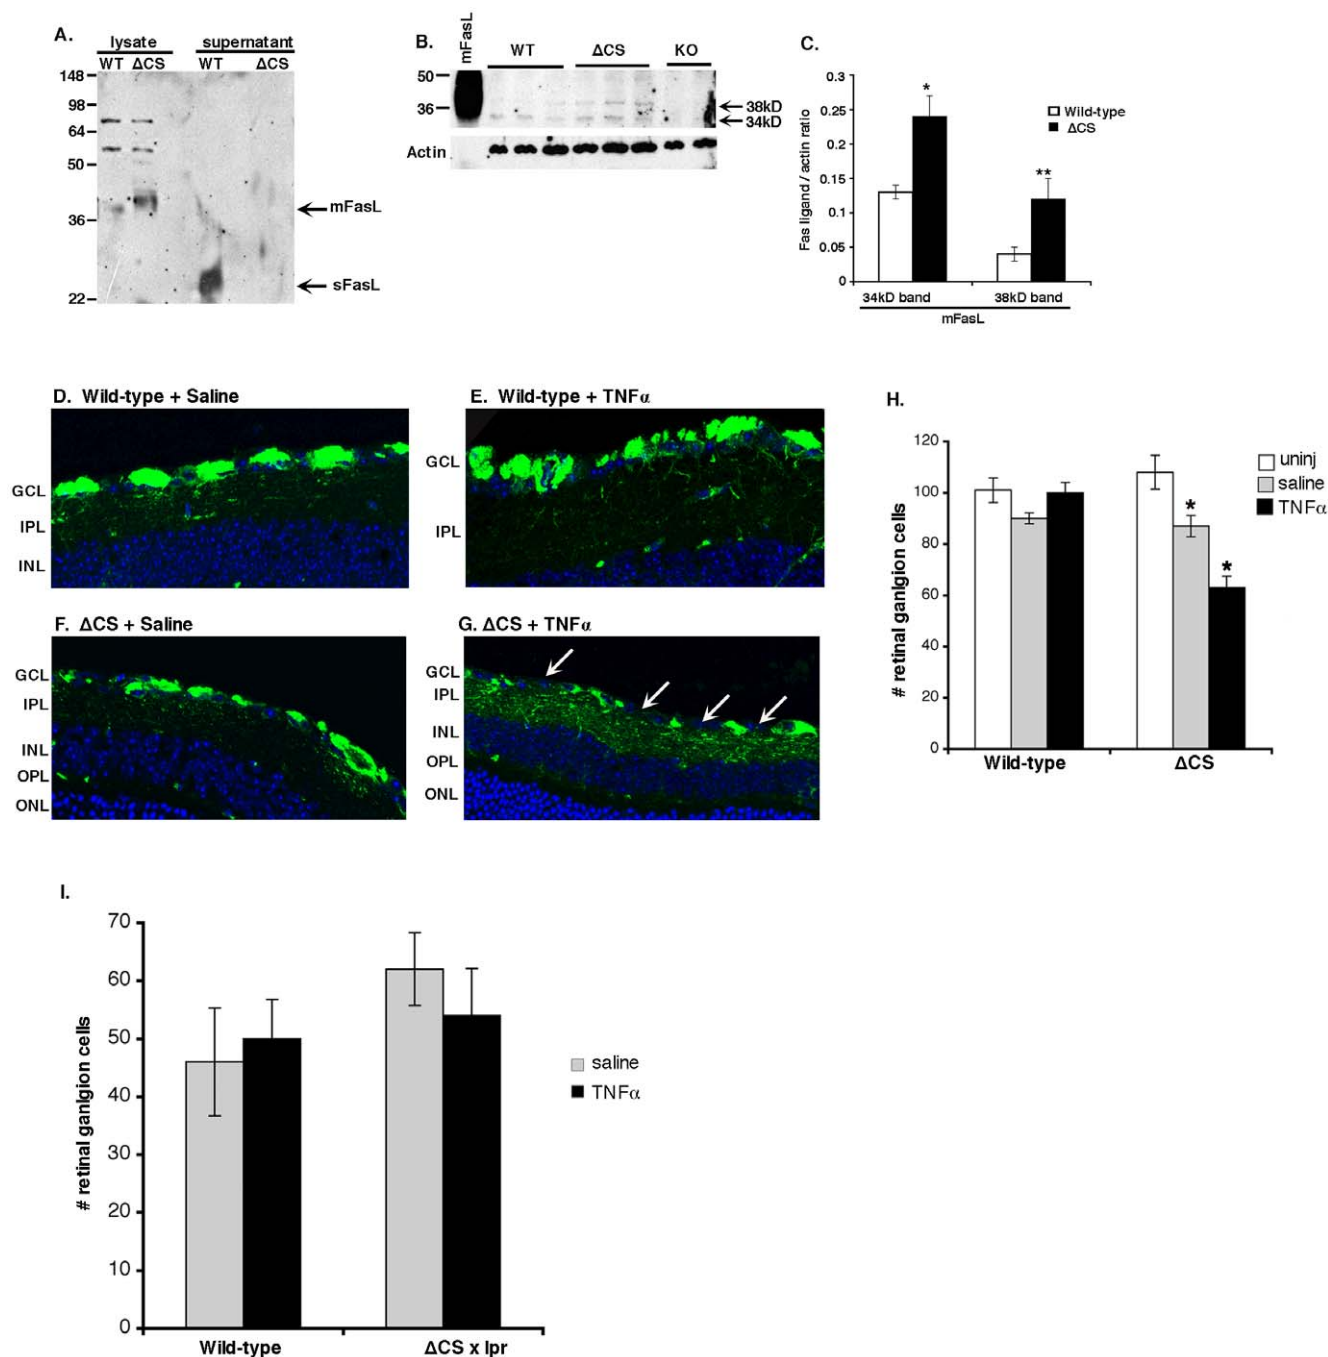 A.
lysate supernatant
WT ΔCS WT ΔCS
148
98
64
50
36
22
mFasL
sFasL
B.
mFasL
WT ΔCS KO
50
36
38kD
34kD
Actin
C.
Fas ligand / actin ratio
0.3
0.25
0.2
0.15
0.1
0.05
0
*
**
Wild-type
ΔCS
34kD band 38kD band
mFasL
D. Wild-type + Saline
GCL
IPL
INL
E. Wild-type + TNFα
GCL
IPL
F. ΔCS + Saline
GCL
IPL
INL
OPL
ONL
G. ΔCS + TNFα
GCL
IPL
INL
OPL
ONL
H.
# retinal ganigion cells
120
100
80
60
40
20
0
*
*
uninj
saline
TNFα
Wild-type ΔCS
I.
# retinal ganigion cells
70
60
50
40
30
20
10
0
saline
TNFα
Wild-type ΔCS x lpr